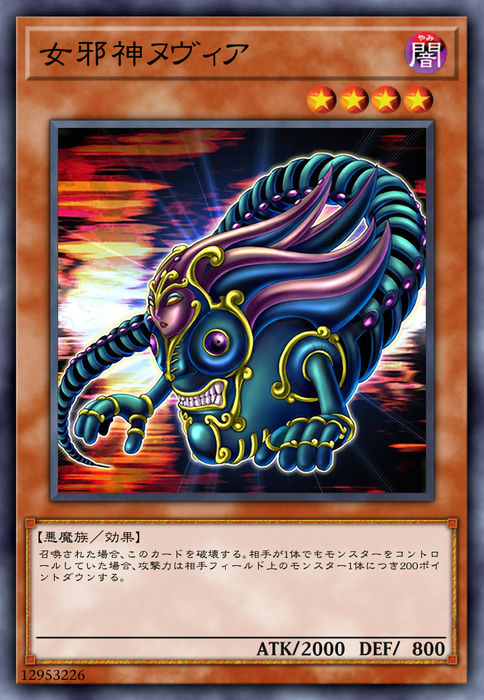 女邪神ヌヴィア
やみ
闇
【悪魔族／効果】
召喚された場合、このカードを破壊する。相手が1体でもモンスターをコントロ
ールしていた場合、攻撃力は相手フィールド上のモンスター1体につき200ポイ
ントダウンする。
ATK/2000 DEF/ 800
12953226